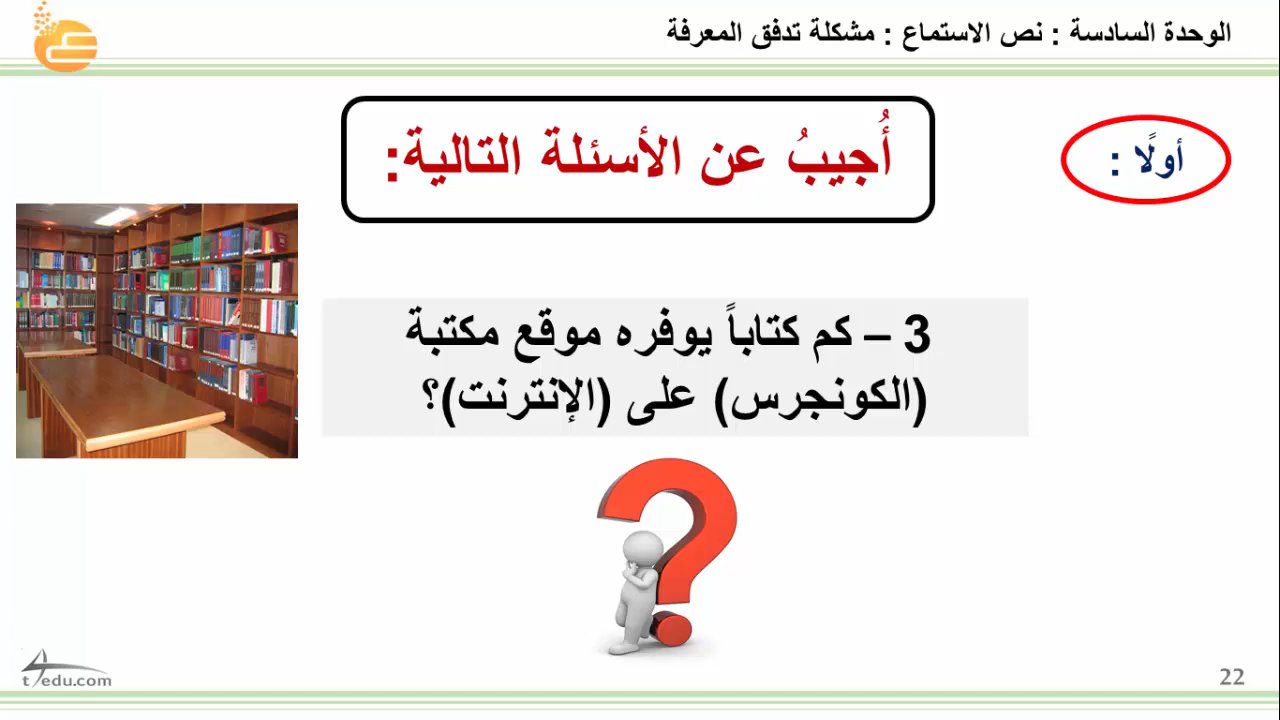 الوحدة السادسة : نص الاستماع : مشكلة تدفق المعرفة
أولًا :
أُجيبُ عن الأسئلة التالية:
3 – كم كتاباً يوفره موقع مكتبة
(الكونجرس) على (الإنترنت)؟
t4edu.com
22